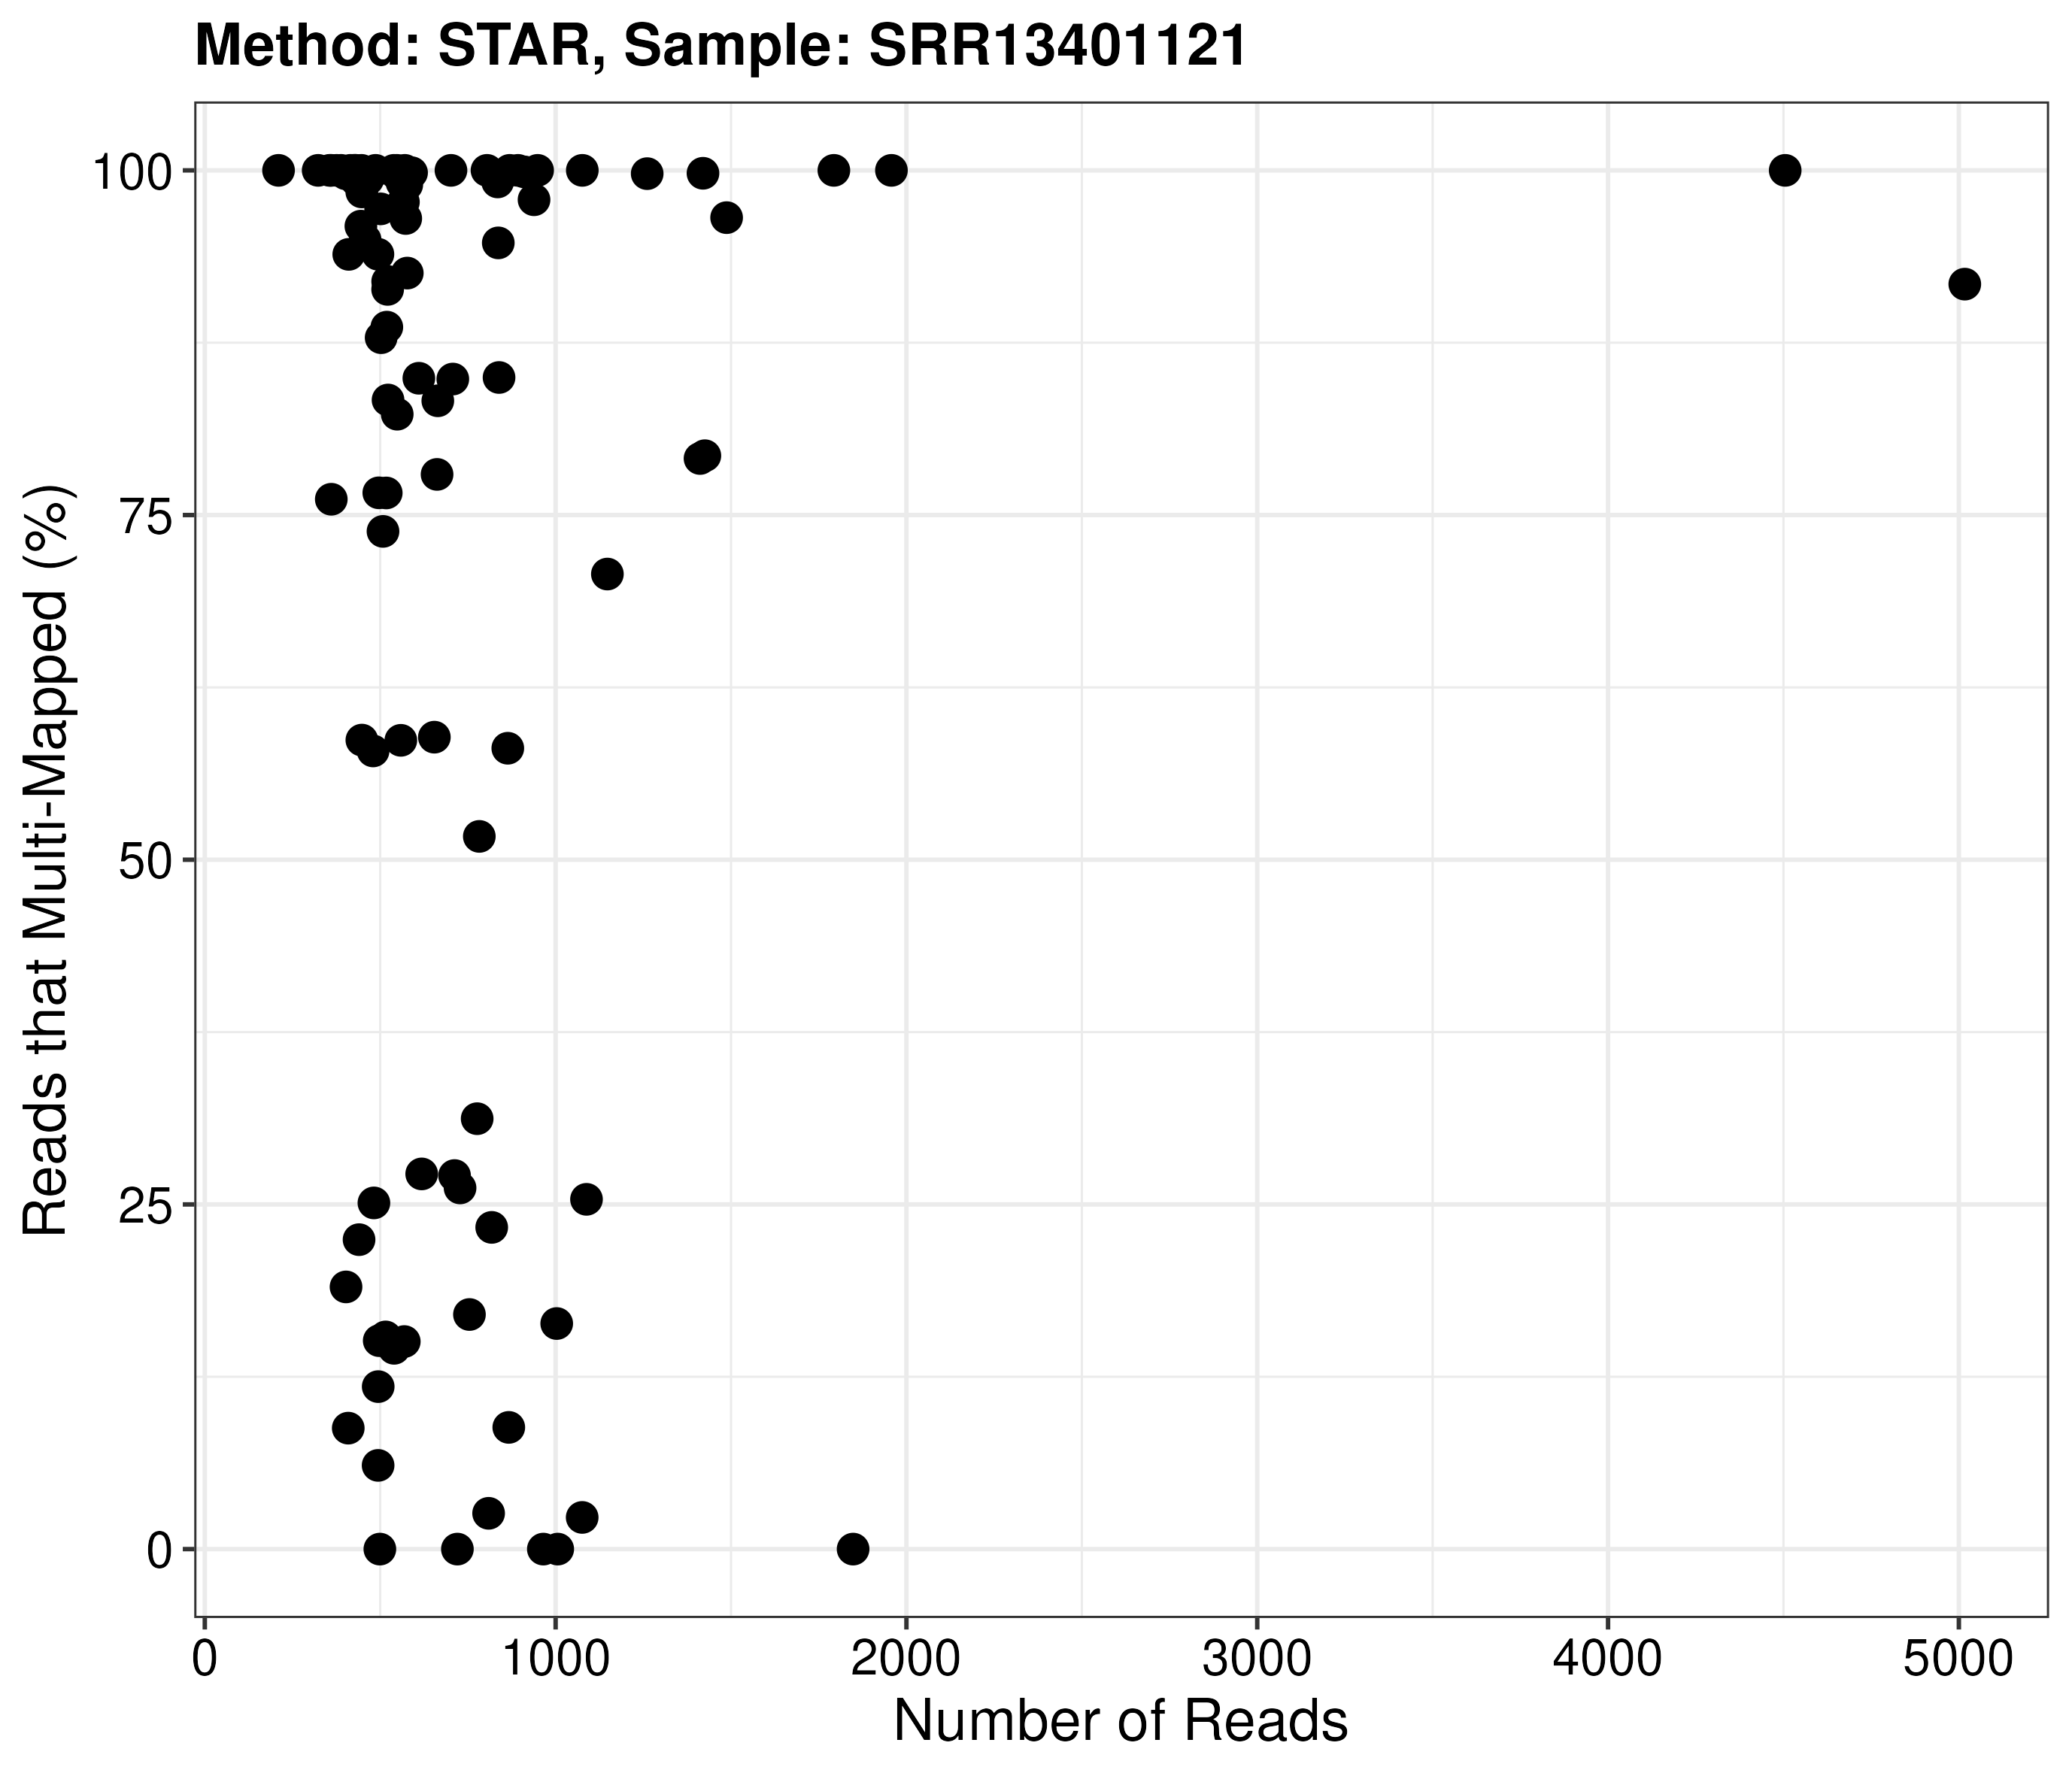 Method: STAR, Sample: SRR13401121
Reads that Multi-Mapped (%)
100
75
50
25
0
0 1000 2000 3000 4000 5000
Number of Reads